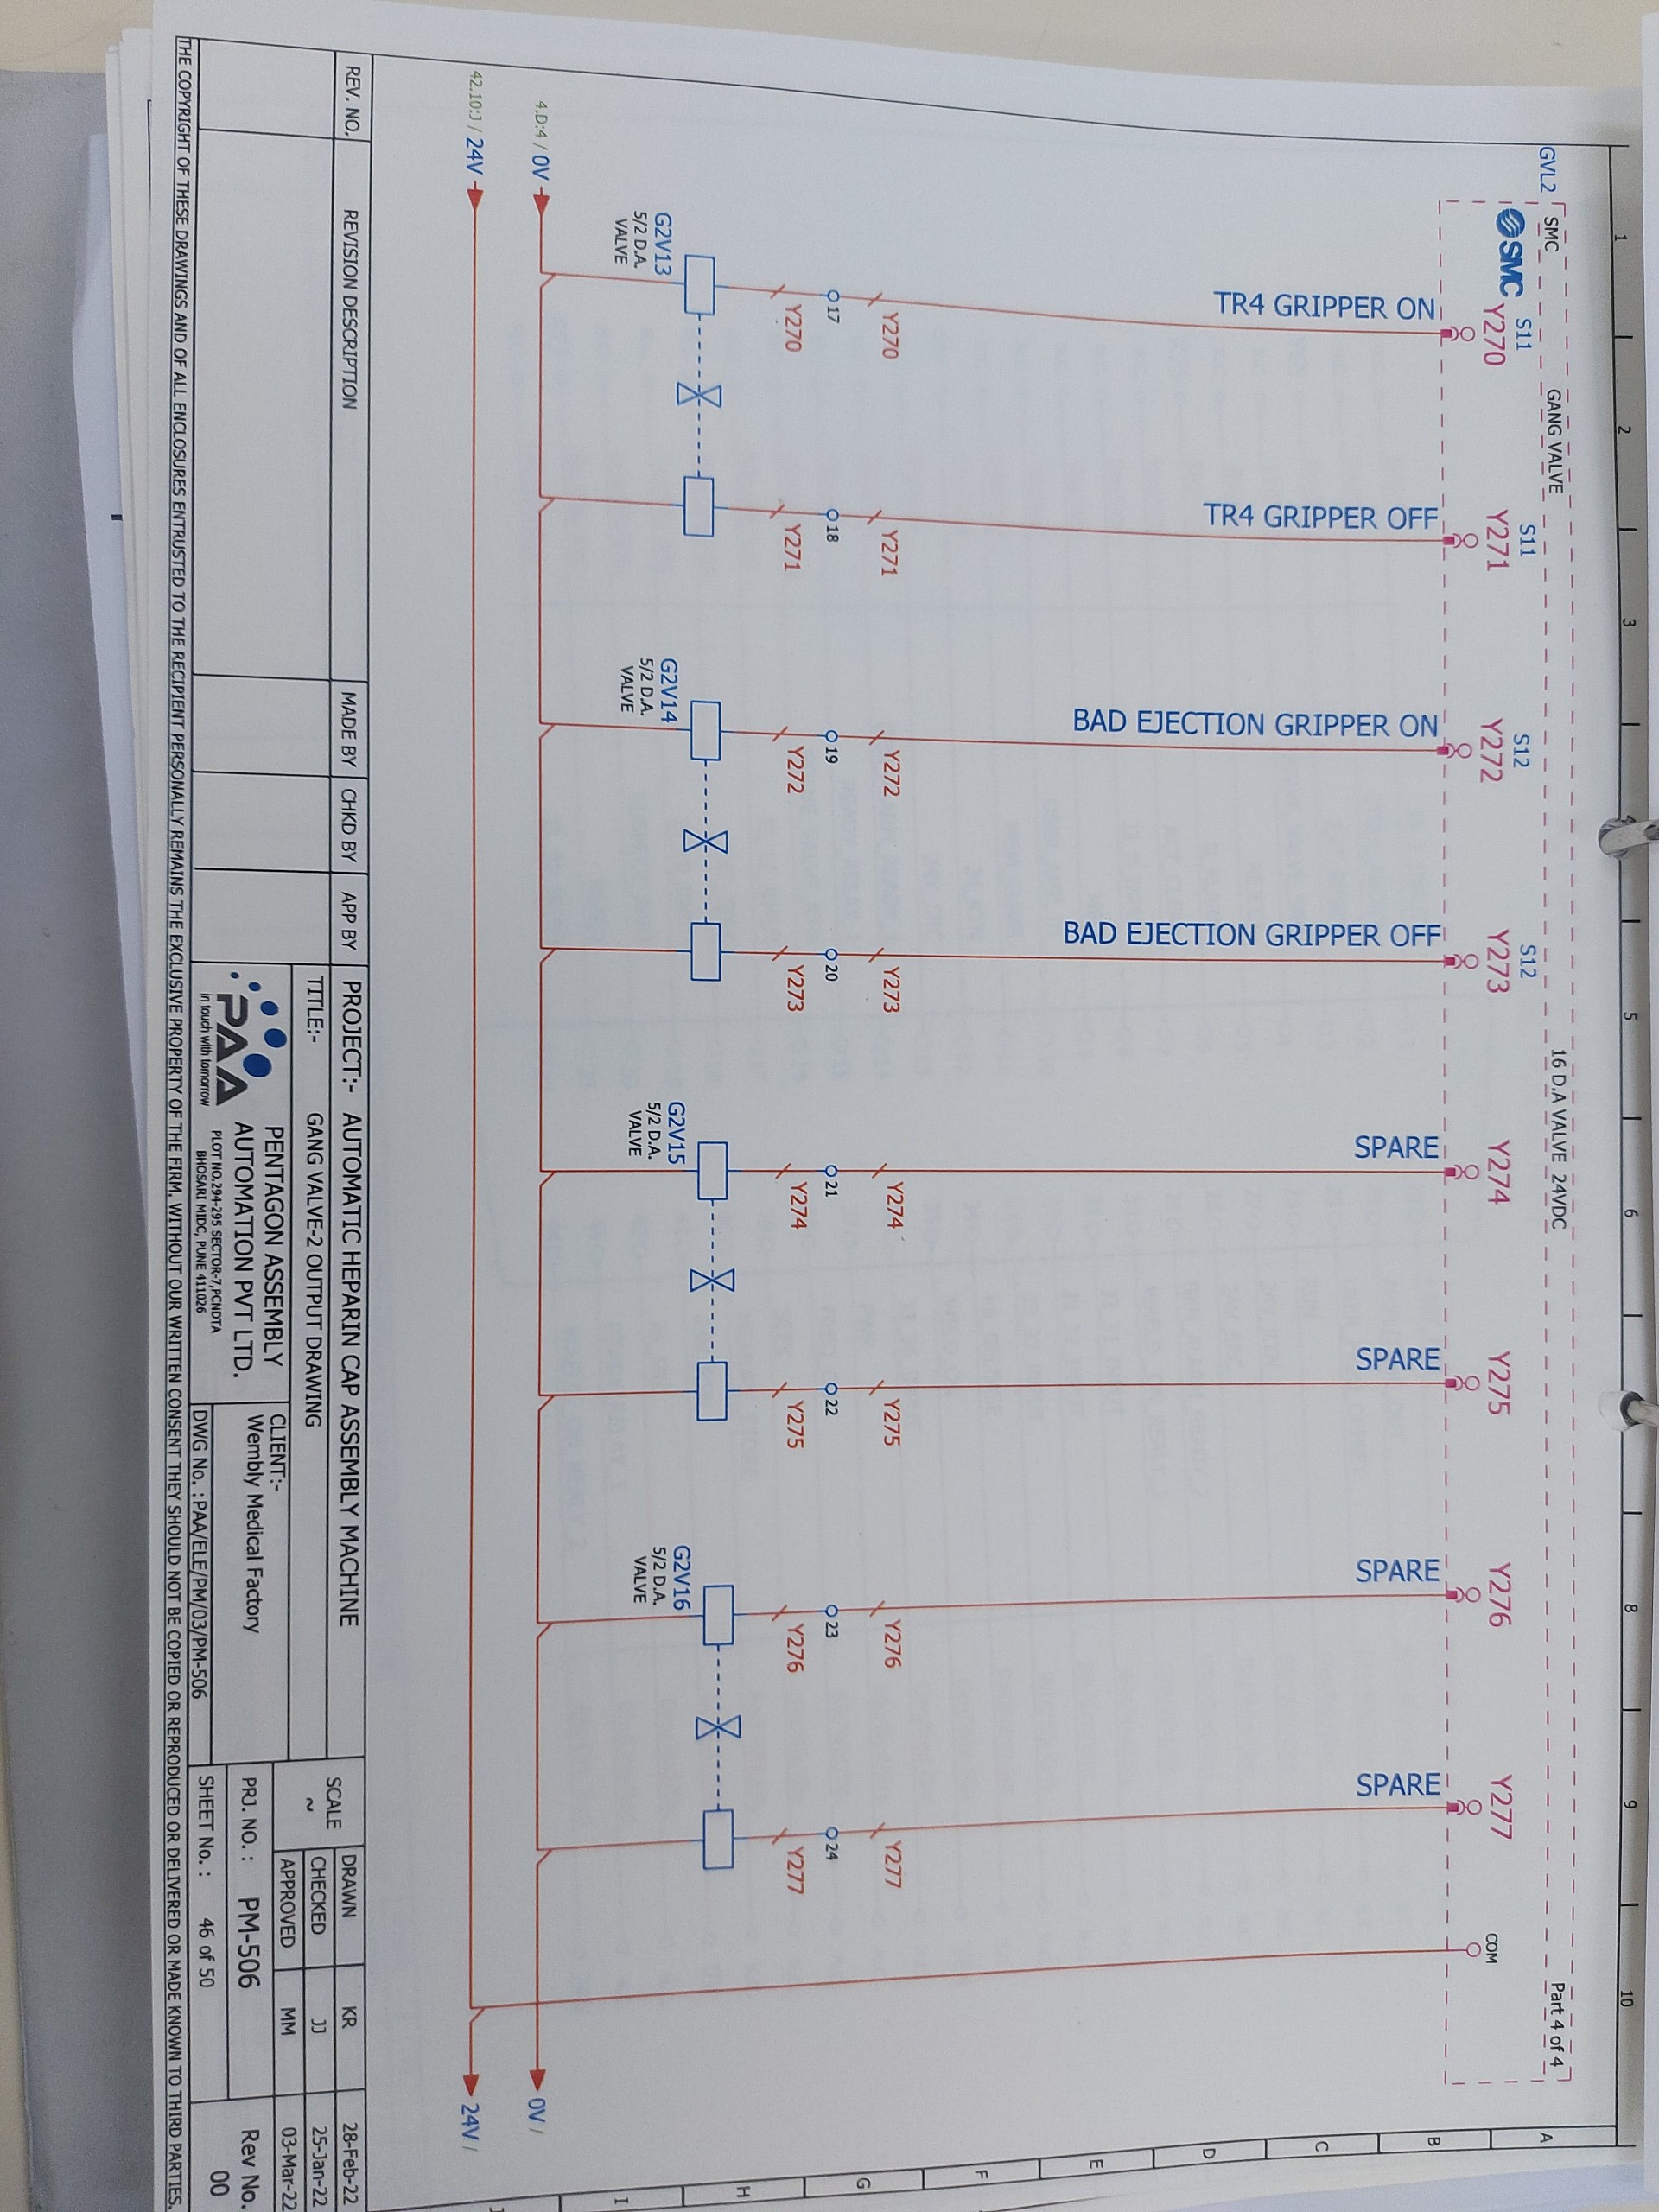 1 2 3 5 6 8 9 10
GVL2
SMC GANG VALVE 16 D.A VALVE 24VDC Part 4 of 4
SMC
S11 S11 S12 S12
Y270 Y271 Y272 Y273 Y274 Y275 Y276 Y277 COM
TR4 GRIPPER ON
TR4 GRIPPER OFF
BAD EJECTION GRIPPER ON
BAD EJECTION GRIPPER OFF
SPARE
SPARE
SPARE
SPARE
A
B
C
D
E
F
G
H
I
Y270 Y271 Y272 Y273 Y274 Y275 Y276 Y277
17 18 19 20 21 22 23 24
Y270 Y271 Y272 Y273 Y274 Y275 Y276 Y277
G2V13
5/2 D.A.
VALVE
G2V14
5/2 D.A.
VALVE
G2V15
5/2 D.A.
VALVE
G2V16
5/2 D.A.
VALVE
4.D:4 / 0V 0V /
42.10:J / 24V 24V /
REV. NO. REVISION DESCRIPTION MADE BY CHKD BY APP BY
PROJECT:- AUTOMATIC HEPARIN CAP ASSEMBLY MACHINE
TITLE:- GANG VALVE-2 OUTPUT DRAWING
PAA
in touch with tomorrow
PENTAGON ASSEMBLY
AUTOMATION PVT LTD.
PLOT NO.294-295 SECTOR-7,PCNDTA
BHOSARI MIDC, PUNE 411026
CLIENT:-
Wembly Medical Factory
DWG No. :PAA/ELE/PM/03/PM-506
SCALE
~
DRAWN KR 28-Feb-22
CHECKED JJ 25-Jan-22
APPROVED MM 03-Mar-22
PRJ. NO. : PM-506
SHEET No. : 46 of 50
Rev No.
00
THE COPYRIGHT OF THESE DRAWINGS AND OF ALL ENCLOSURES ENTRUSTED TO THE RECIPIENT PERSONALLY REMAINS THE EXCLUSIVE PROPERTY OF THE FIRM. WITHOUT OUR WRITTEN CONSENT THEY SHOULD NOT BE COPIED OR REPRODUCED OR DELIVERED OR MADE KNOWN TO THIRD PARTIES.